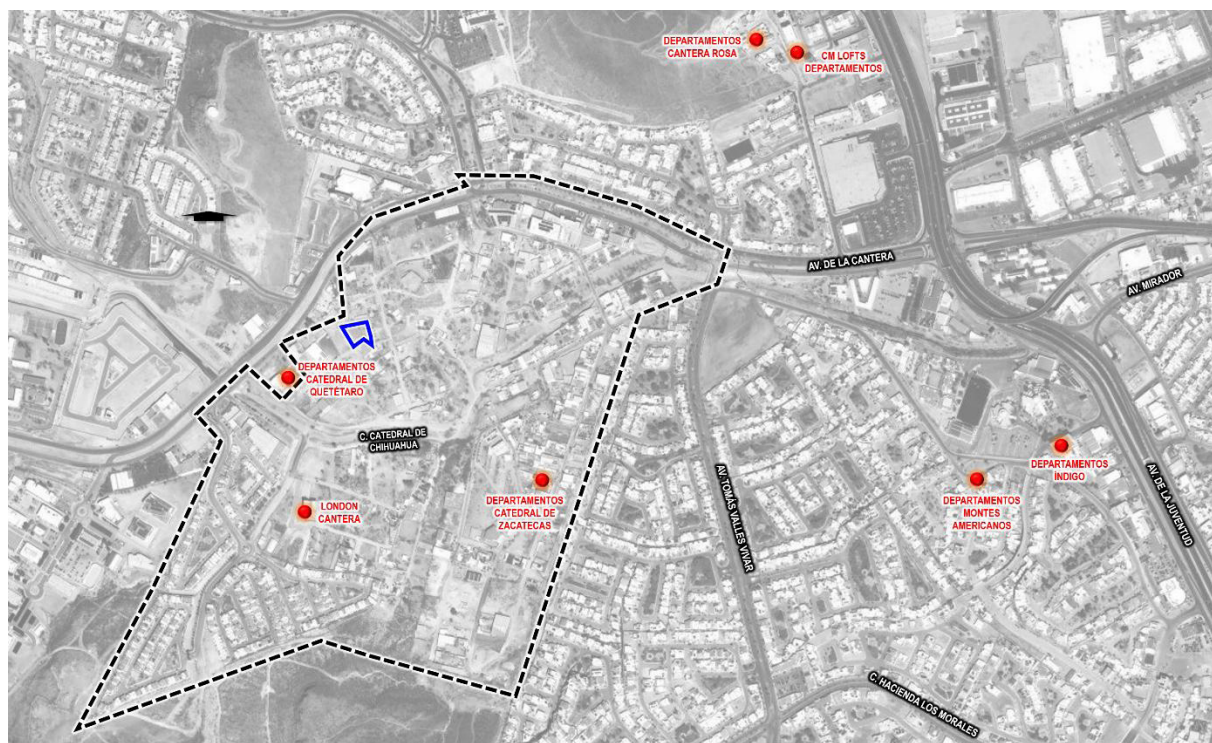 DEPARTAMENTOS
CANTERA ROSA
CM LOFTS
DEPARTAMENTOS
AV. DE LA CANTERA
AV. MIRADOR
DEPARTAMENTOS
CATEDRAL DE
QUETÉTARO
C. CATEDRAL DE
CHIHUAHUA
DEPARTAMENTOS
ÍNDIGO
DEPARTAMENTOS
MONTES
AMERICANOS
DEPARTAMENTOS
CATEDRAL DE
ZACATECAS
LONDON
CANTERA
AV. TOMÁS VALLES VIVAR
AV. DE LA JUVENTUD
C. HACIENDA LOS MORALES